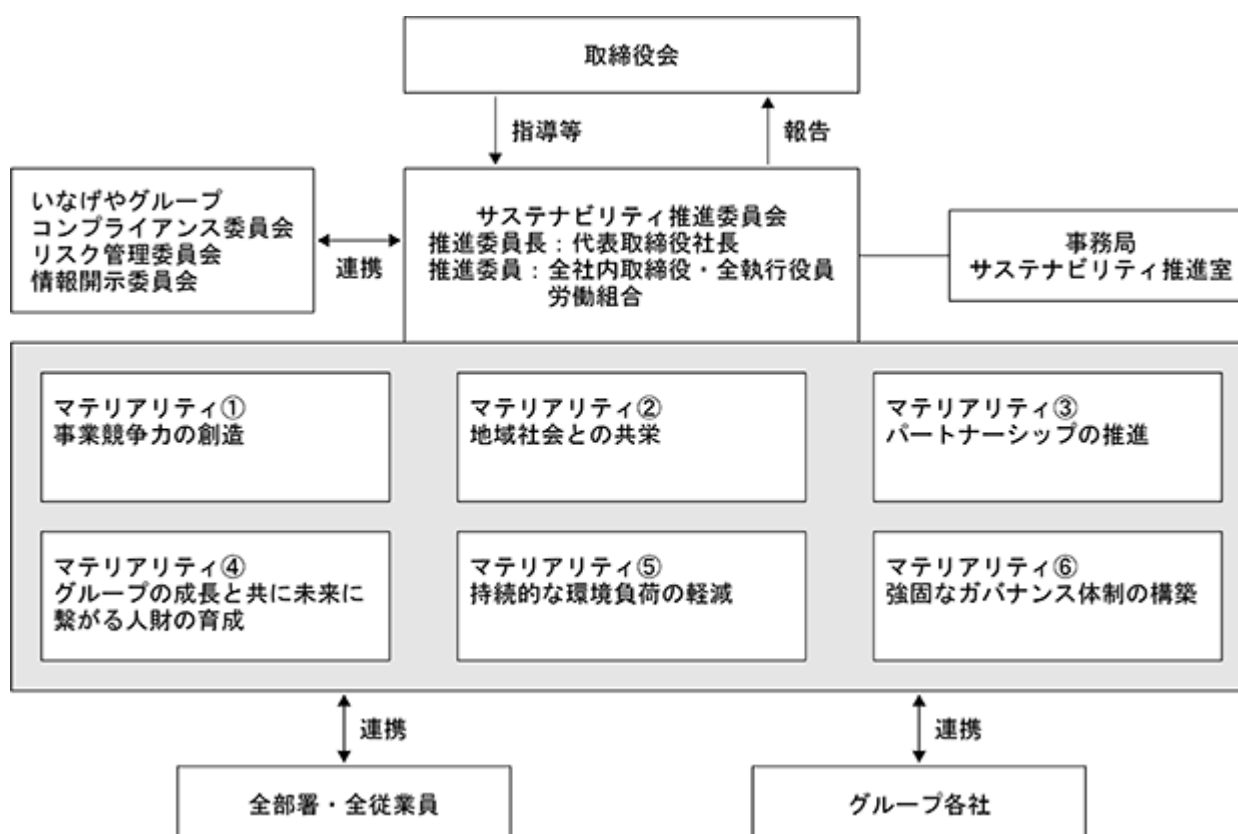 取締役会
指導等
報告
いなげやグループ
コンプライアンス委員会
リスク管理委員会
情報開示委員会
連携
サステナビリティ推進委員会
推進委員長：代表取締役社長
推進委員：全社内取締役・全執行役員
労働組合
事務局
サステナビリティ推進室
マテリアリティ①
事業競争力の創造
マテリアリティ②
地域社会との共栄
マテリアリティ③
パートナーシップの推進
マテリアリティ④
グループの成長と共に未来に
繋がる人財の育成
マテリアリティ⑤
持続的な環境負荷の軽減
マテリアリティ⑥
強固なガバナンス体制の構築
連携
連携
全部署・全従業員
グループ各社